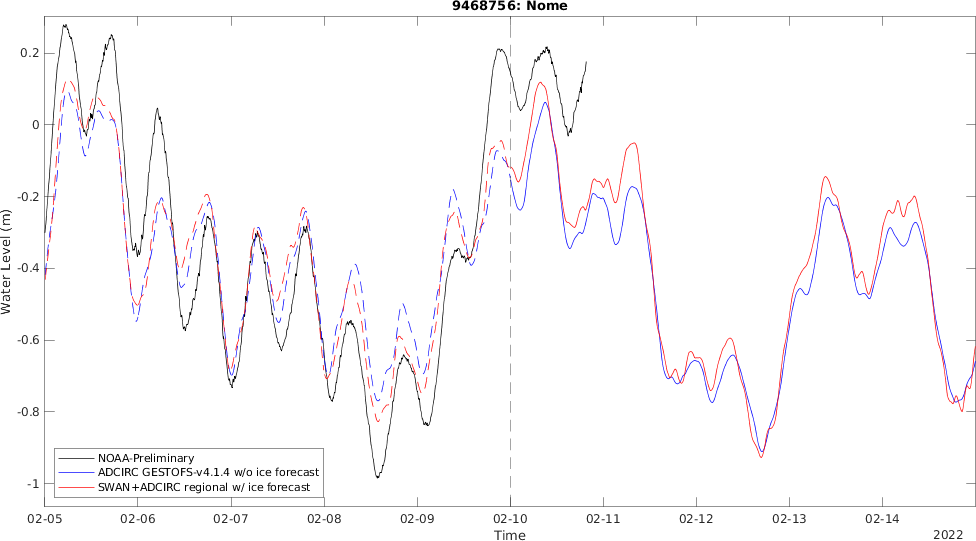 9468756: Nome
Water Level (m)
0.2
0
-0.2
-0.4
-0.6
-0.8
-1
NOAA-Preliminary
ADCIRC GESTOFS-v4.1.4 w/o ice forecast
SWAN+ADCIRC regional w/ ice forecast
02-05 02-06 02-07 02-08 02-09 02-10 02-11 02-12 02-13 02-14
Time
2022